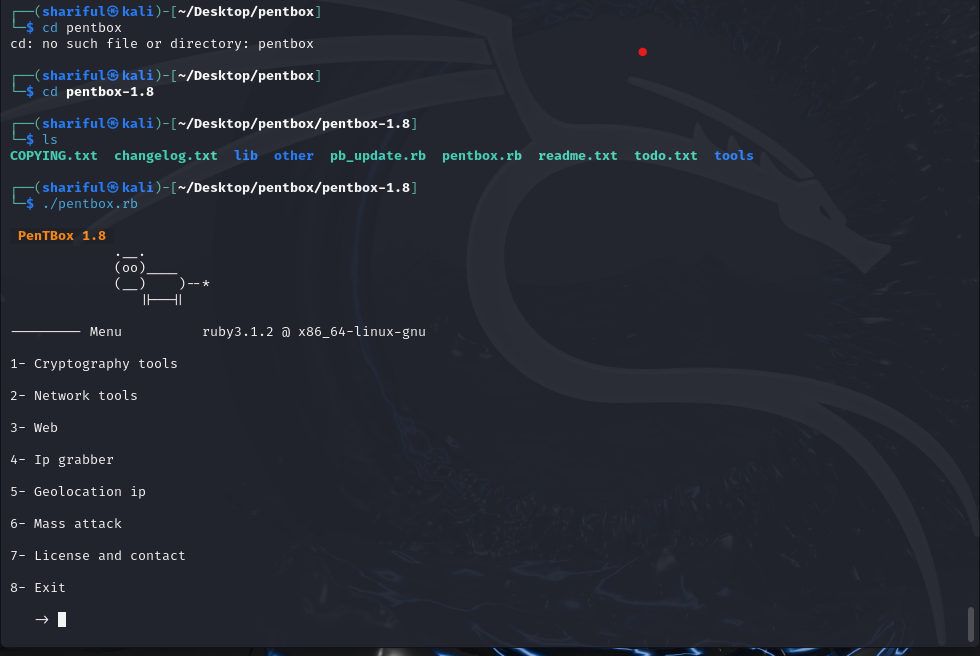 ┌──(shariful㉿kali)-[~/Desktop/pentbox]
└─$ cd pentbox
cd: no such file or directory: pentbox
┌──(shariful㉿kali)-[~/Desktop/pentbox]
└─$ cd pentbox-1.8
┌──(shariful㉿kali)-[~/Desktop/pentbox/pentbox-1.8]
└─$ ls
COPYING.txt  changelog.txt  lib  other  pb_update.rb  pentbox.rb  readme.txt  todo.txt  tools
┌──(shariful㉿kali)-[~/Desktop/pentbox/pentbox-1.8]
└─$ ./pentbox.rb
PenTBox 1.8
.__.
(oo)____
(__)    )--*
||---||
--------- Menu          ruby3.1.2 @ x86_64-linux-gnu
1- Cryptography tools
2- Network tools
3- Web
4- Ip grabber
5- Geolocation ip
6- Mass attack
7- License and contact
8- Exit
->